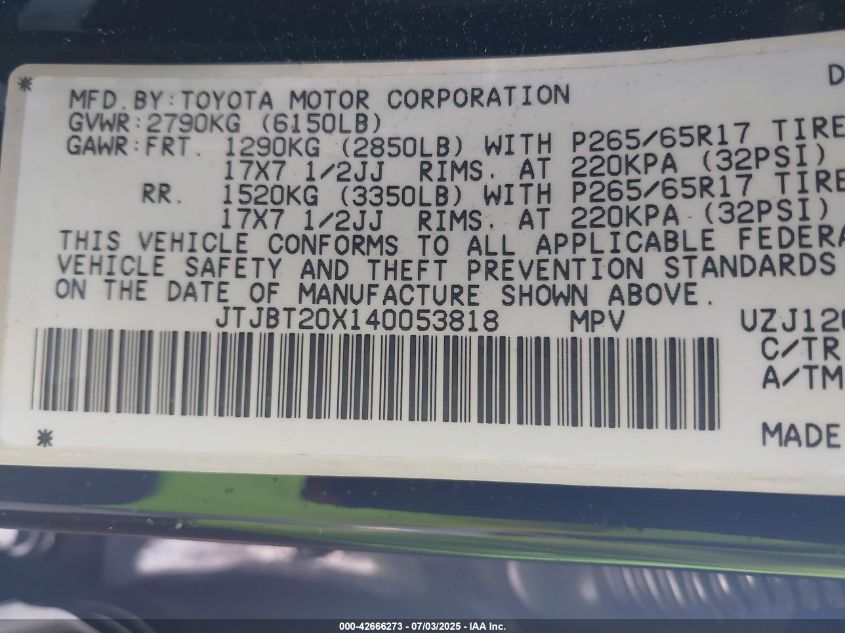 D
MFD. BY: TOYOTA MOTOR CORPORATION
GVWR: 2790KG (6150LB)
GAWR: FRT. 1290KG (2850LB) WITH P265/65R17 TIRE
17X7 1/2JJ RIMS, AT 220KPA (32PSI)
RR. 1520KG (3350LB) WITH P265/65R17 TIRE
17X7 1/2JJ RIMS, AT 220KPA (32PSI)
THIS VEHICLE CONFORMS TO ALL APPLICABLE FEDERA
VEHICLE SAFETY AND THEFT PREVENTION STANDARDS
ON THE DATE OF MANUFACTURE SHOWN ABOVE.
JTJBT20X140053818 MPV UZJ120
C/TR
A/TM
MADE
000-42666273 - 07/03/2025 - IAA Inc.